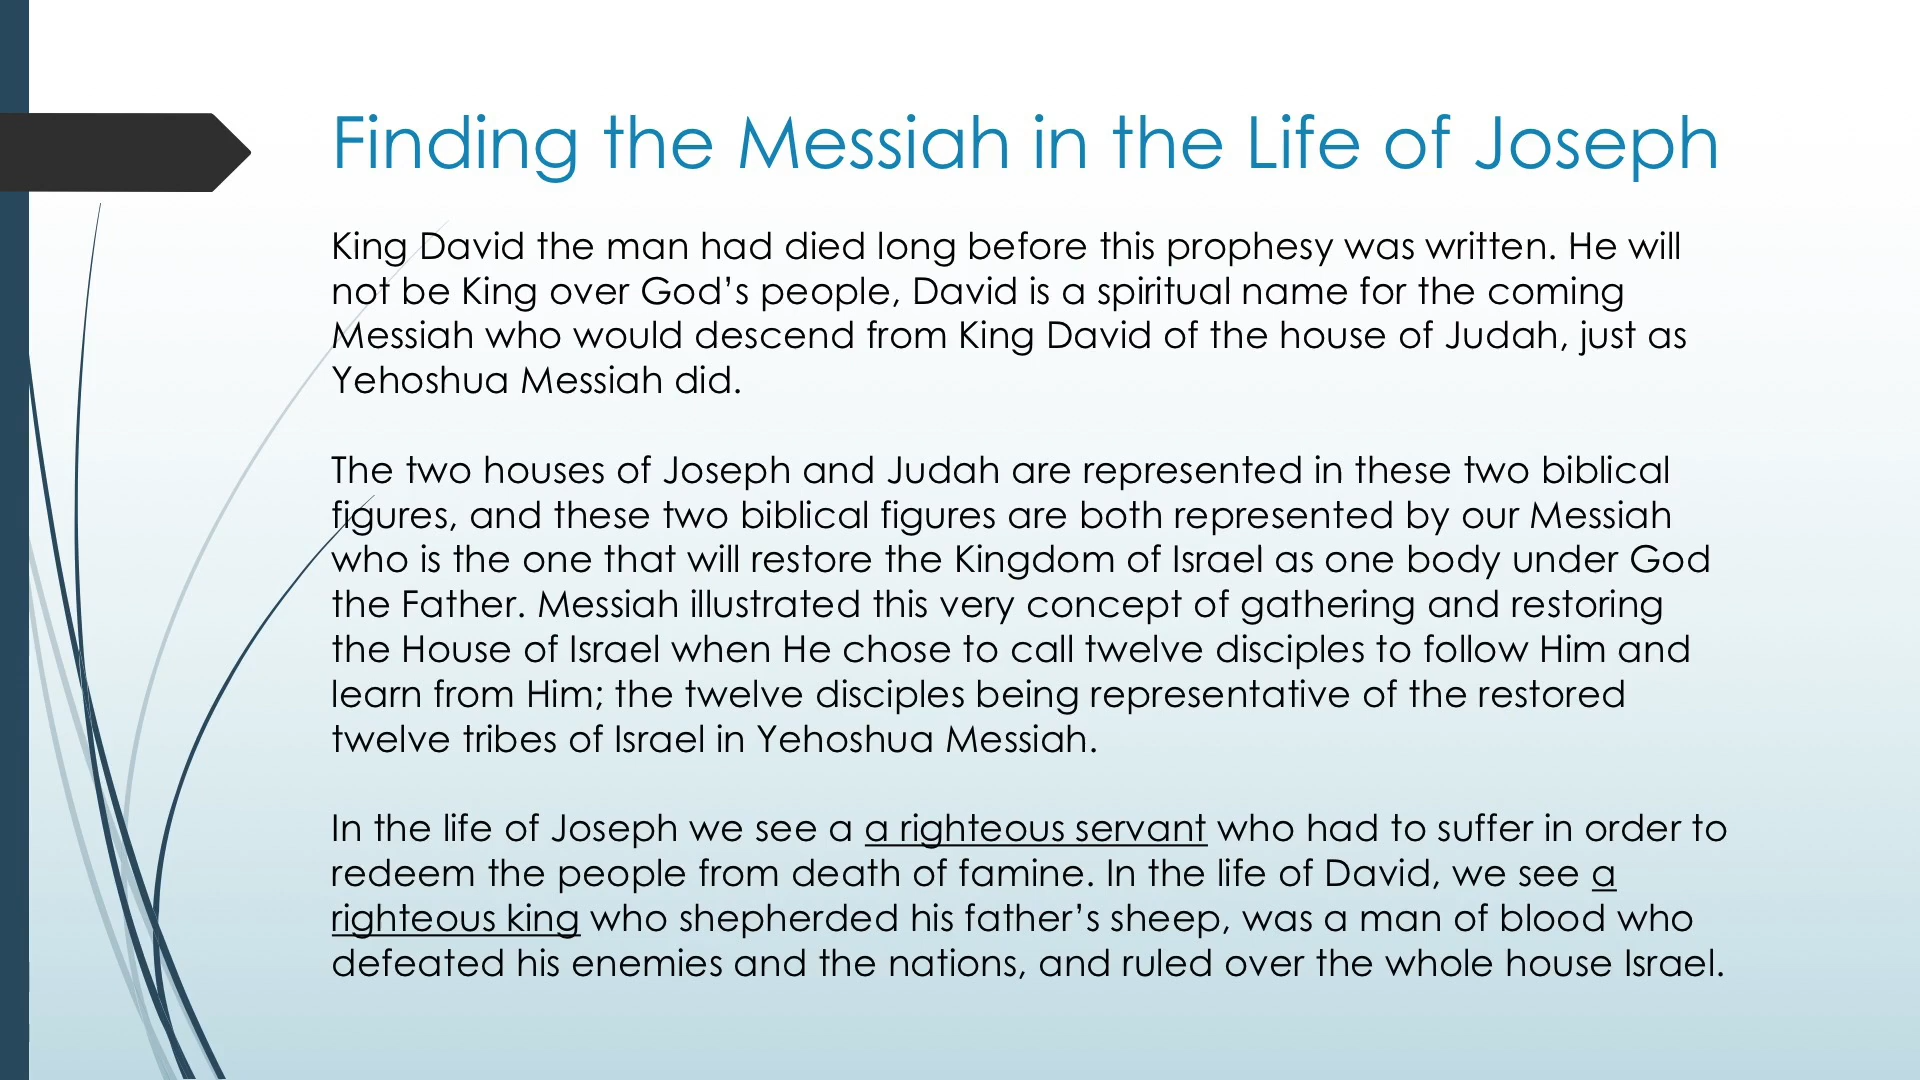 Finding the Messiah in the Life of Joseph
King David the man had died long before this prophesy was written. He will
not be King over God’s people, David is a spiritual name for the coming
Messiah who would descend from King David of the house of Judah, just as
Yehoshua Messiah did.
The two houses of Joseph and Judah are represented in these two biblical
figures, and these two biblical figures are both represented by our Messiah
who is the one that will restore the Kingdom of Israel as one body under God
the Father. Messiah illustrated this very concept of gathering and restoring
the House of Israel when He chose to call twelve disciples to follow Him and
learn from Him; the twelve disciples being representative of the restored
twelve tribes of Israel in Yehoshua Messiah.
In the life of Joseph we see a a righteous servant who had to suffer in order to
redeem the people from death of famine. In the life of David, we see a
righteous king who shepherded his father’s sheep, was a man of blood who
defeated his enemies and the nations, and ruled over the whole house Israel.